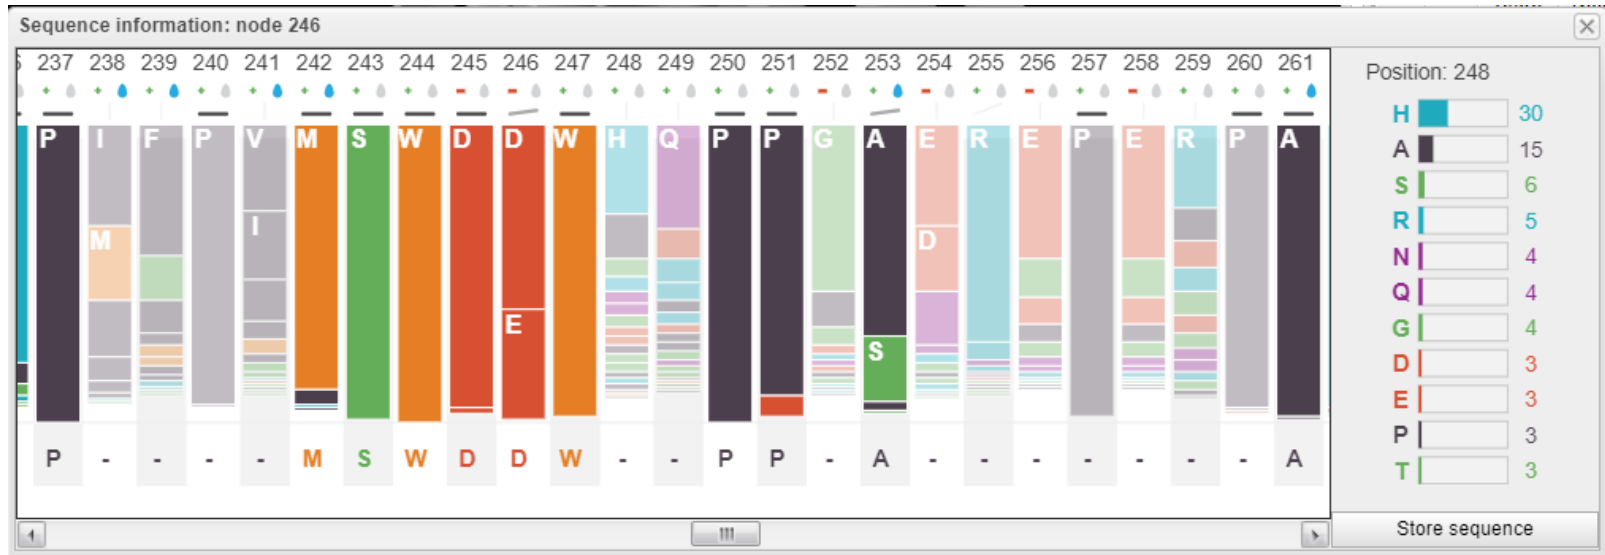 Sequence information: node 246
237 238 239 240 241 242 243 244 245 246 247 248 249 250 251 252 253 254 255 256 257 258 259 260 261
+ + + + + + + + - - + + + + + - + - + - + - + + +
P I F P V M S W D D W H Q P P G A E R E P E R P A
I
M D
E
S
P - - - - M S W D D W - - P P - A - - - - - - - A
Position: 248
H 30
A 15
S 6
R 5
N 4
Q 4
G 4
D 3
E 3
P 3
T 3
Store sequence